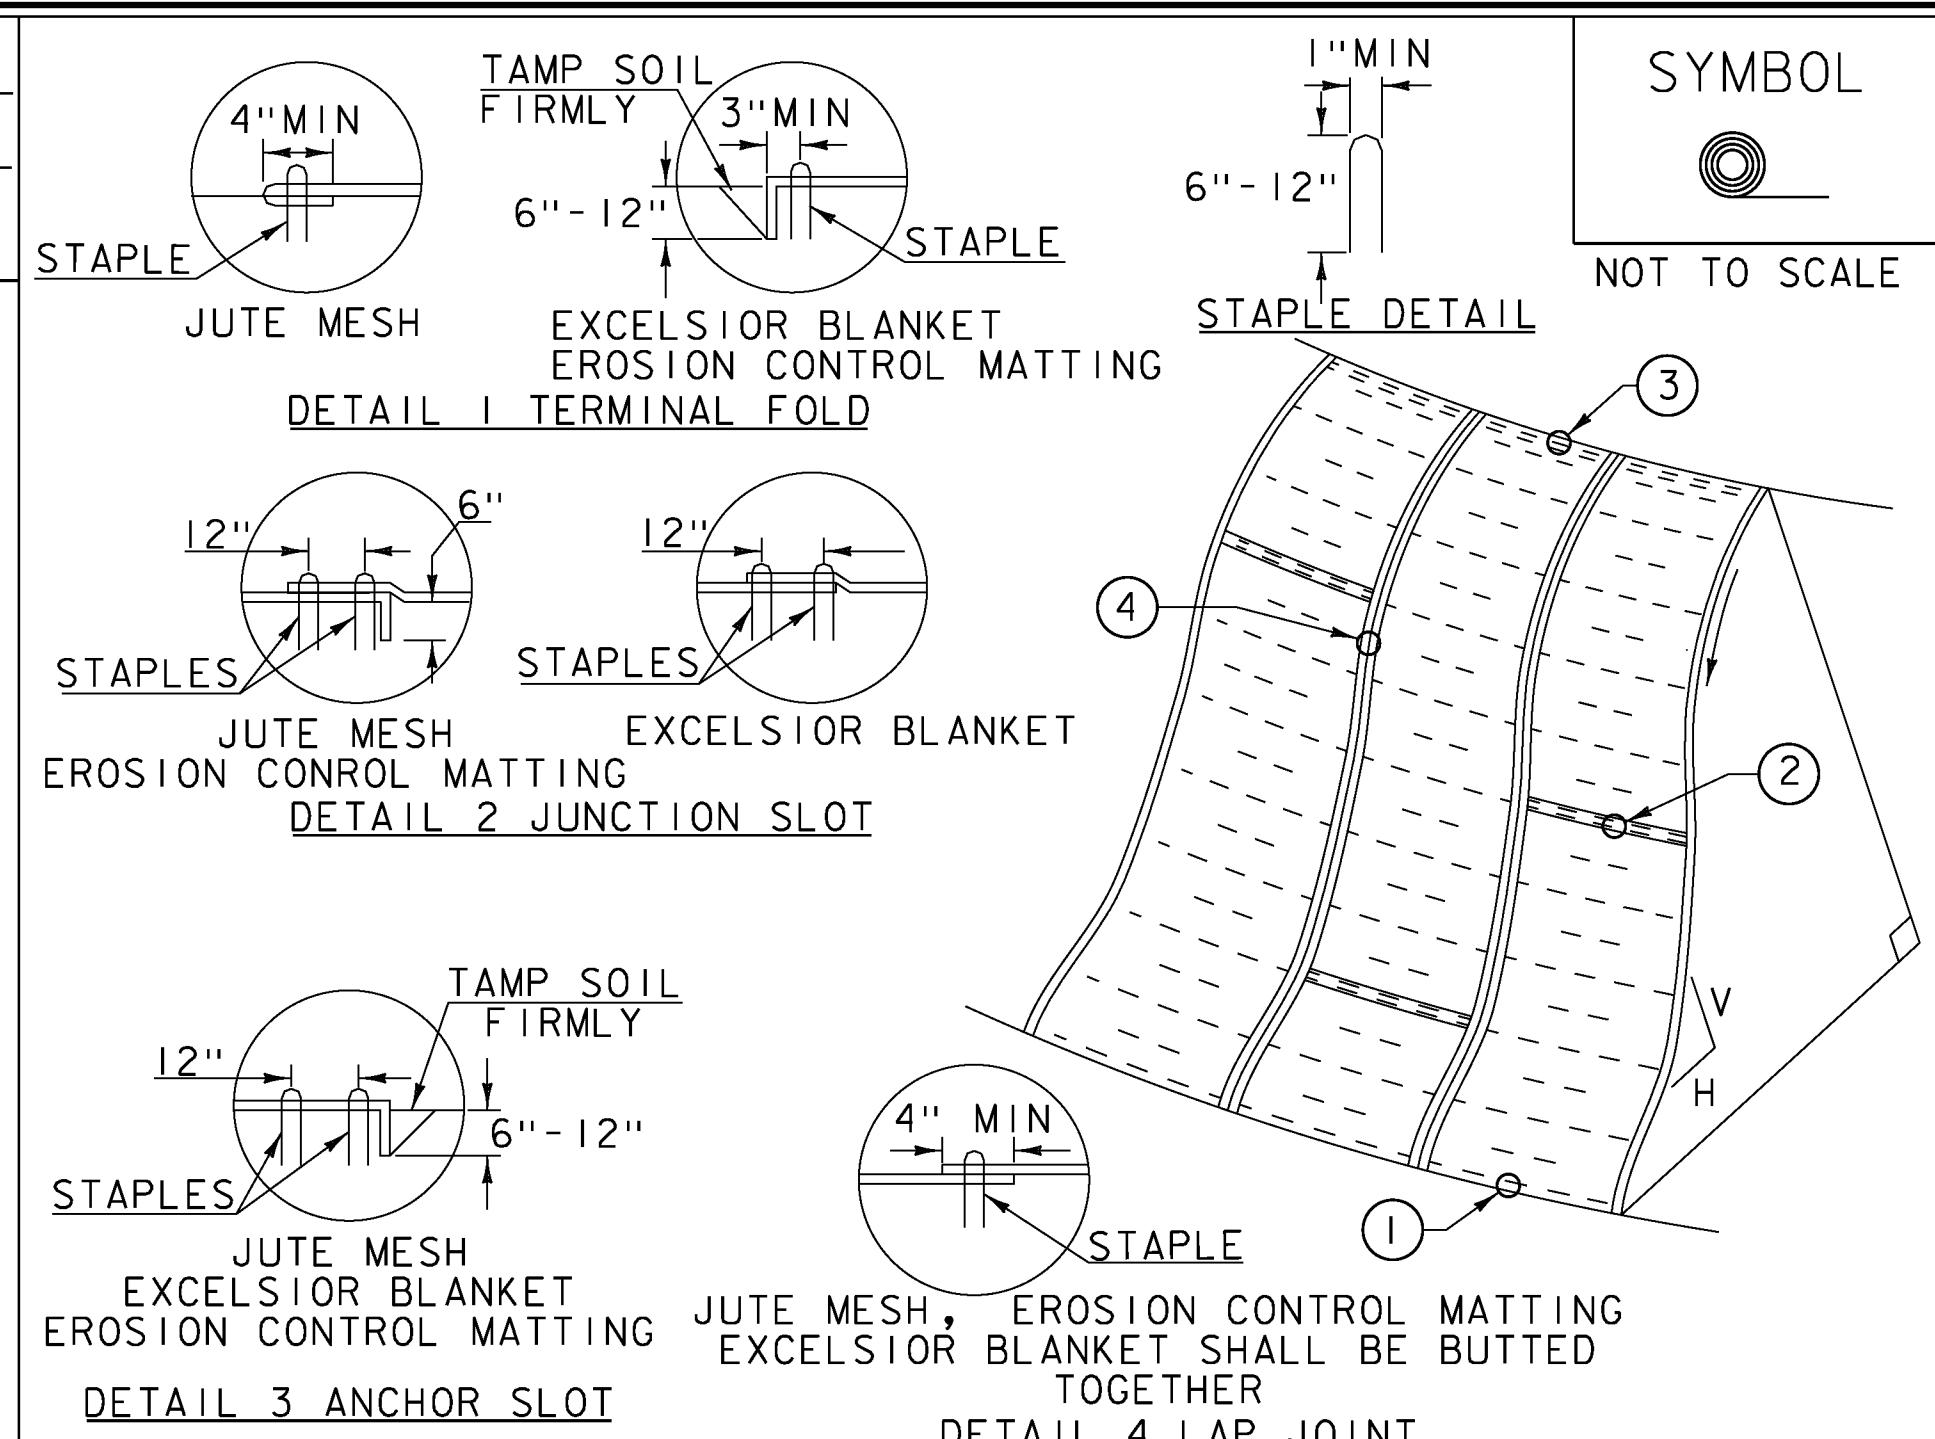 4"MIN
STAPLE
JUTE MESH
TAMP SOIL
FIRMLY
3"MIN
6"-12"
STAPLE
EXCELSIOR BLANKET
EROSION CONTROL MATTING
DETAIL 1 TERMINAL FOLD
1"MIN
6"-12"
STAPLE DETAIL
SYMBOL
NOT TO SCALE
12"
6"
STAPLES
JUTE MESH
EROSION CONROL MATTING
12"
STAPLES
EXCELSIOR BLANKET
DETAIL 2 JUNCTION SLOT
3
4
2
V
H
1
TAMP SOIL
FIRMLY
12"
6"-12"
STAPLES
JUTE MESH
EXCELSIOR BLANKET
EROSION CONTROL MATTING
DETAIL 3 ANCHOR SLOT
4" MIN
STAPLE
JUTE MESH, EROSION CONTROL MATTING
EXCELSIOR BLANKET SHALL BE BUTTED
TOGETHER
DETAIL 4 LAP JOINT